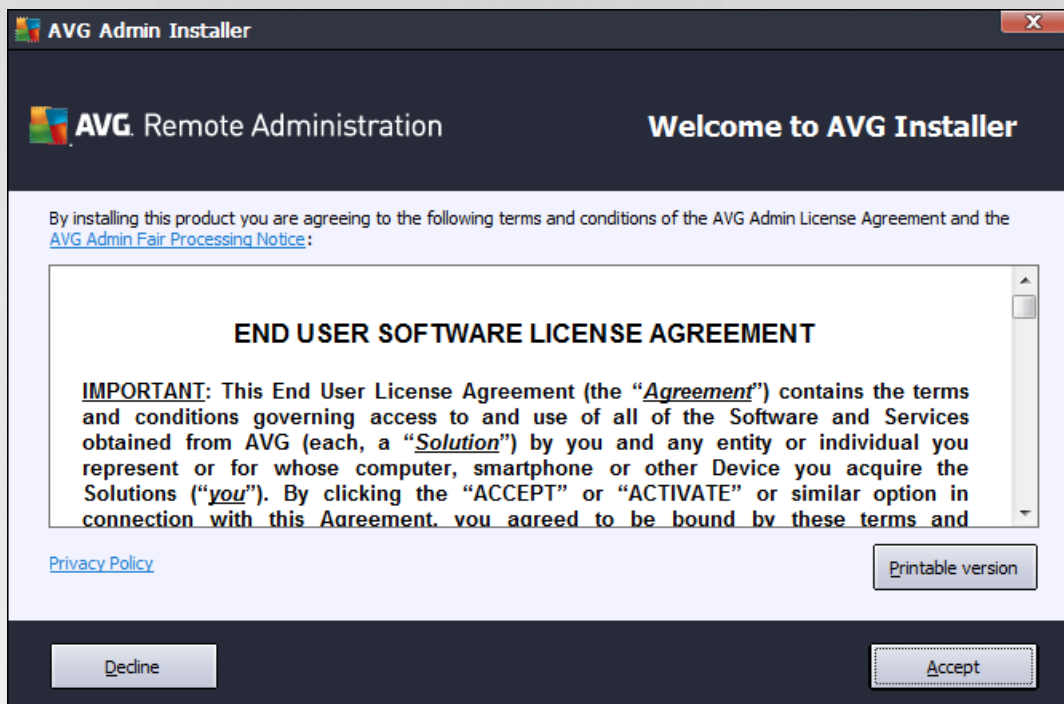 AVG Admin Installer
AVG. Remote Administration
Welcome to AVG Installer
By installing this product you are agreeing to the following terms and conditions of the AVG Admin License Agreement and the
AVG Admin Fair Processing Notice:
END USER SOFTWARE LICENSE AGREEMENT
IMPORTANT: This End User License Agreement (the “Agreement”) contains the terms
and conditions governing access to and use of all of the Software and Services
obtained from AVG (each, a “Solution”) by you and any entity or individual you
represent or for whose computer, smartphone or other Device you acquire the
Solutions (“you”). By clicking the “ACCEPT” or “ACTIVATE” or similar option in
connection with this Agreement, you agreed to be bound by these terms and
Privacy Policy
Printable version
Decline
Accept